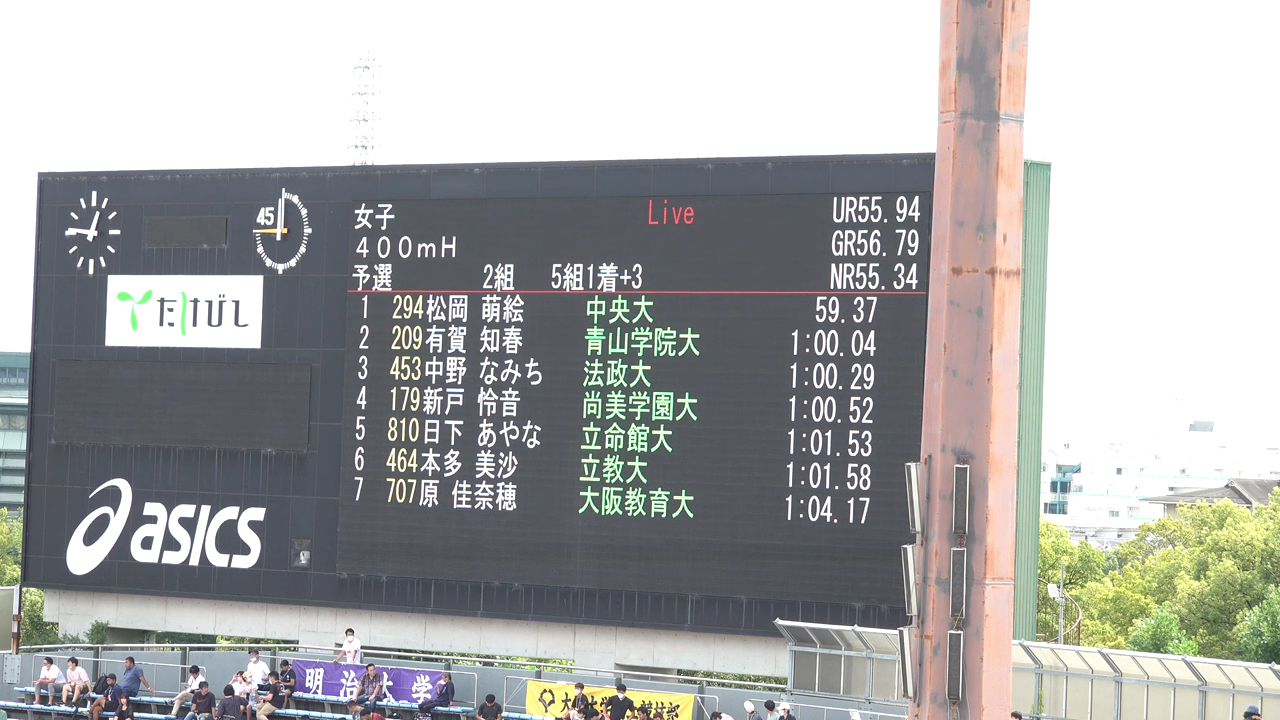 45
たけびし
asics
女子 Live UR55.94
400mH GR56.79
予選 2組 5組1着+3 NR55.34
1 294 松岡 萌絵 中央大 59.37
2 209 有賀 知春 青山学院大 1:00.04
3 453 中野 なみち 法政大 1:00.29
4 179 新戸 怜音 尚美学園大 1:00.52
5 810 日下 あやな 立命館大 1:01.53
6 464 本多 美沙 立教大 1:01.58
7 707 原 佳奈穂 大阪教育大 1:04.17
明治大学